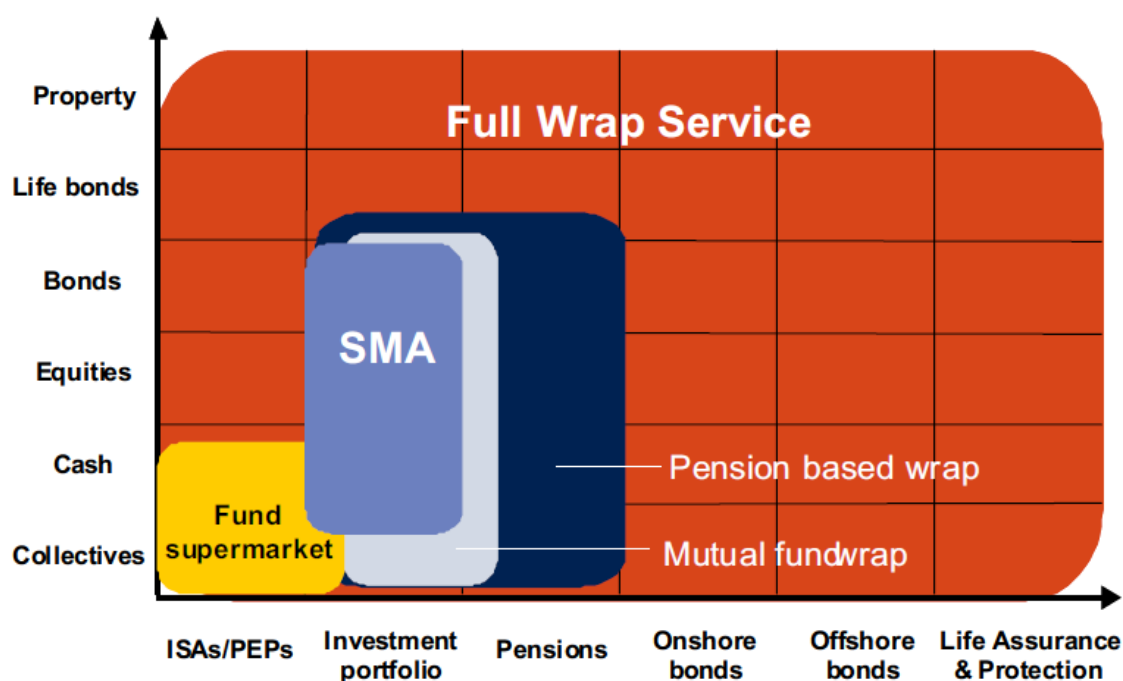 Property
Full Wrap Service
Life bonds
Bonds
SMA
Equities
Cash
Pension based wrap
Fund
supermarket
Collectives
Mutual fundwrap
ISAs/PEPs
Investment
portfolio
Pensions
Onshore
bonds
Offshore
bonds
Life Assurance
& Protection